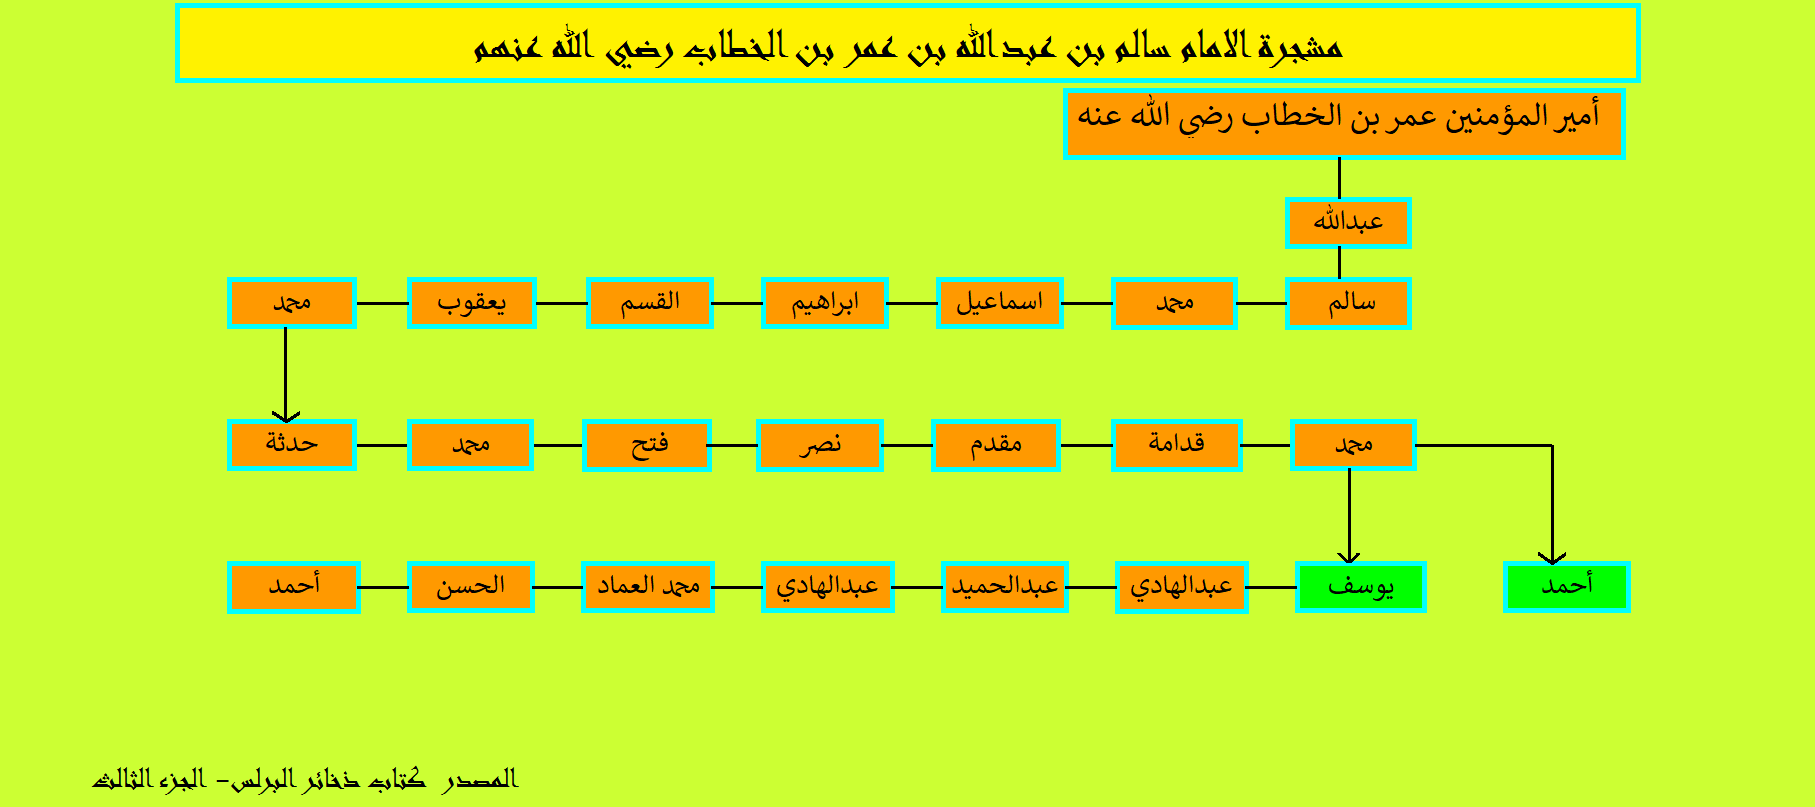 مشجرة الامام سالم بن عبدالله بن عمر بن الخطاب رضي الله عنهم
أمير المؤمنين عمر بن الخطاب رضي الله عنه
عبدالله
سالم محمد اسماعيل ابراهيم القسم يعقوب محمد
محمد قدامة مقدم نصر فتح محمد حدثة
أحمد يوسف عبدالهادي عبدالحميد عبدالهادي محمد العماد الحسن أحمد
المصدر كتاب ذخائر البرلس- الجزء الثالث